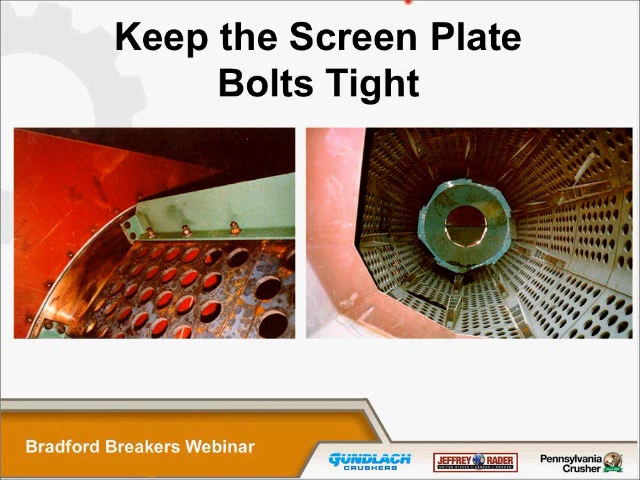 Keep the Screen Plate
Bolts Tight
Bradford Breakers Webinar
GUNDLACH
CRUSHERS
JEFFREY RADER
Pennsylvania
Crusher